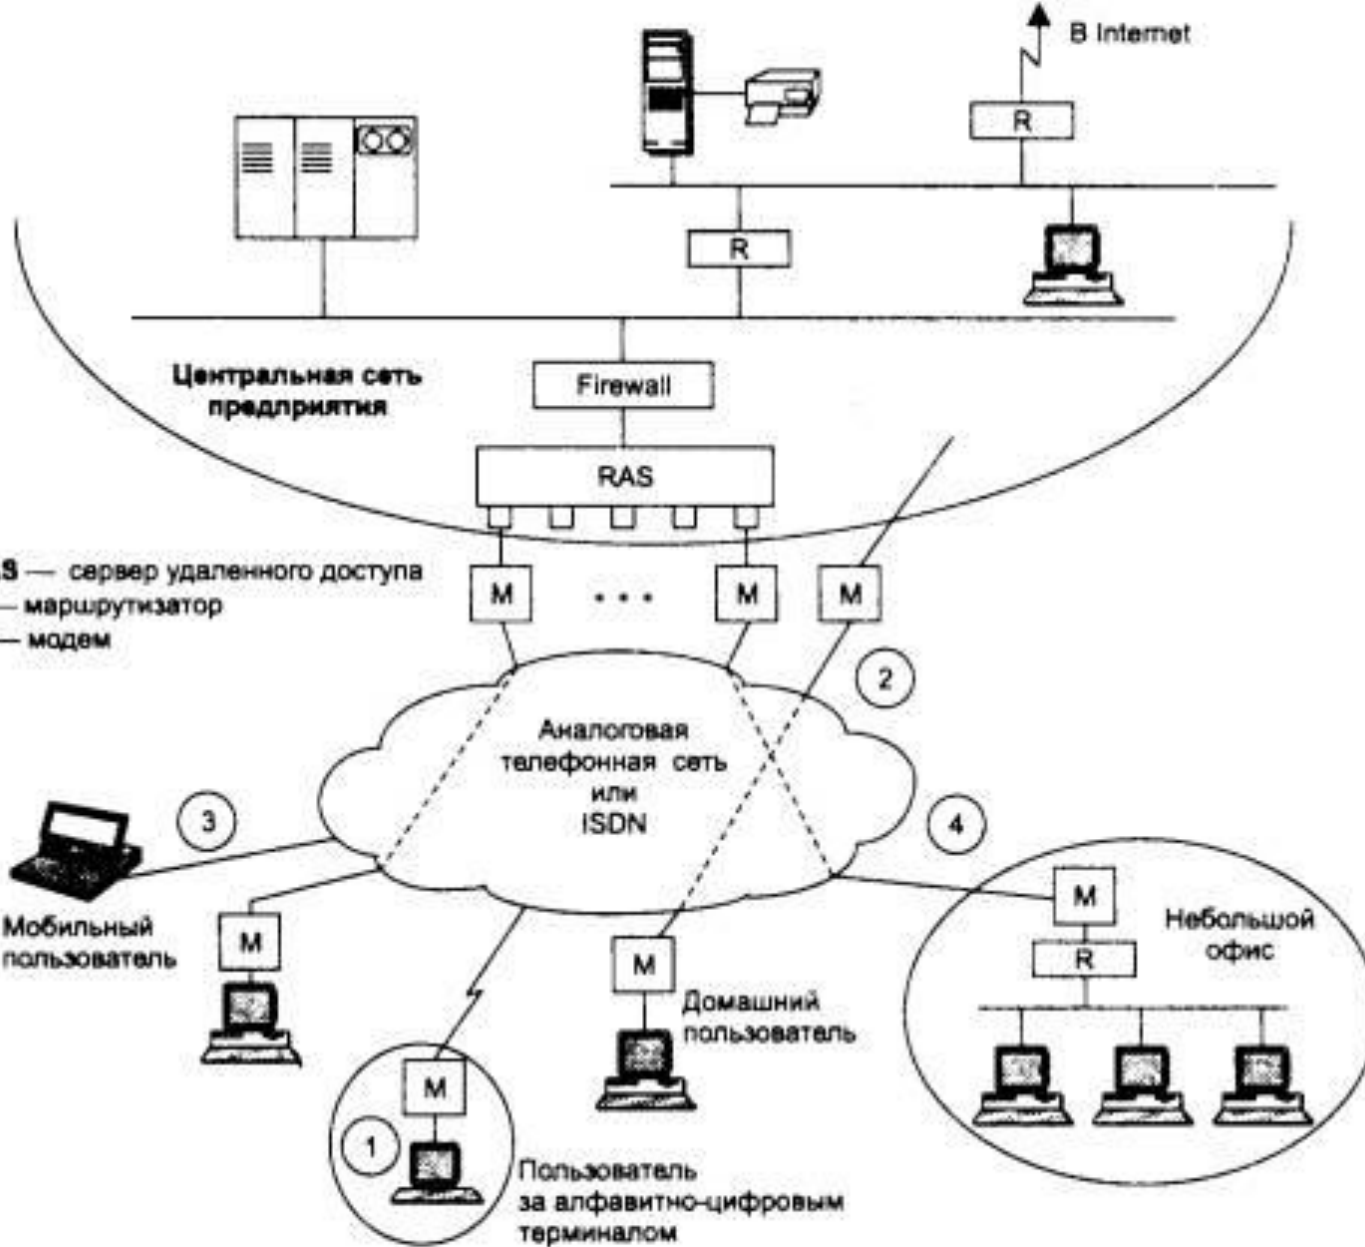 В Internet
R
R
Центральная сеть
предприятия
Firewall
RAS
AS — сервер удаленного доступа
— маршрутизатор
— модем
M
. . .
M
M
2
Аналоговая
телефонная сеть
или
ISDN
3
4
Мобильный
пользователь
M
M
Домашний
пользователь
M
R
Небольшой
офис
M
1
Пользователь
за алфавитно-цифровым
терминалом